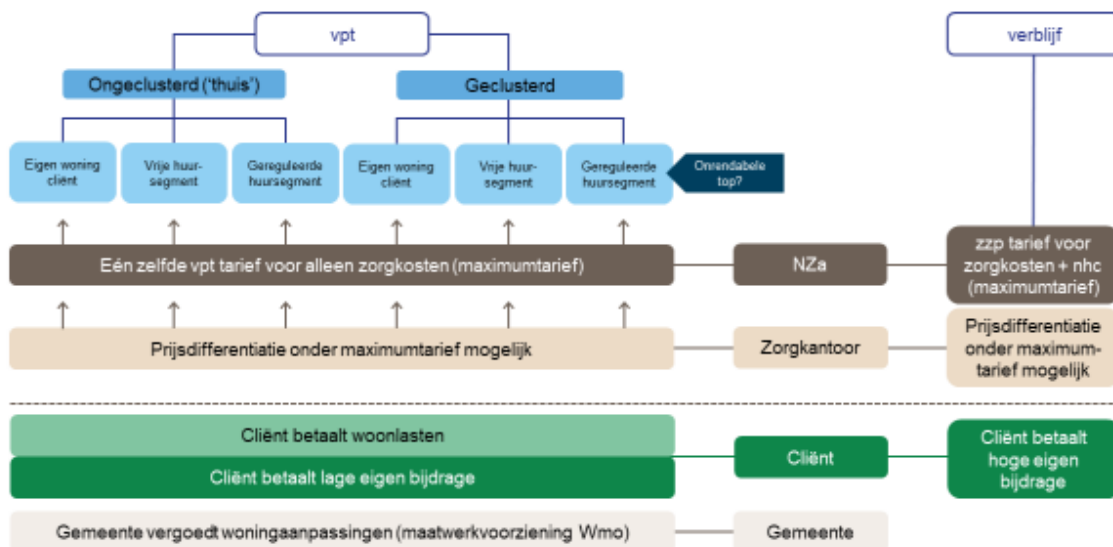 vpt
verblijf
Ongeclusterd ('thuis')
Geclusterd
Eigen woning
cliënt
Vrije huur-
segment
Gereguleerde
huursegment
Eigen woning
cliënt
Vrije huur-
segment
Gereguleerde
huursegment
Onrendabele
top?
Eén zelfde vpt tarief voor alleen zorgkosten (maximumtarief)
NZa
zzp tarief voor
zorgkosten + nhc
(maximumtarief)
Prijsdifferentiatie onder maximumtarief mogelijk
Zorgkantoor
Prijsdifferentiatie
onder maximum-
tarief mogelijk
Cliënt betaalt woonlasten
Cliënt betaalt lage eigen bijdrage
Cliënt
Cliënt betaalt
hoge eigen
bijdrage
Gemeente vergoedt woningaanpassingen (maatwerkvoorziening Wmo)
Gemeente